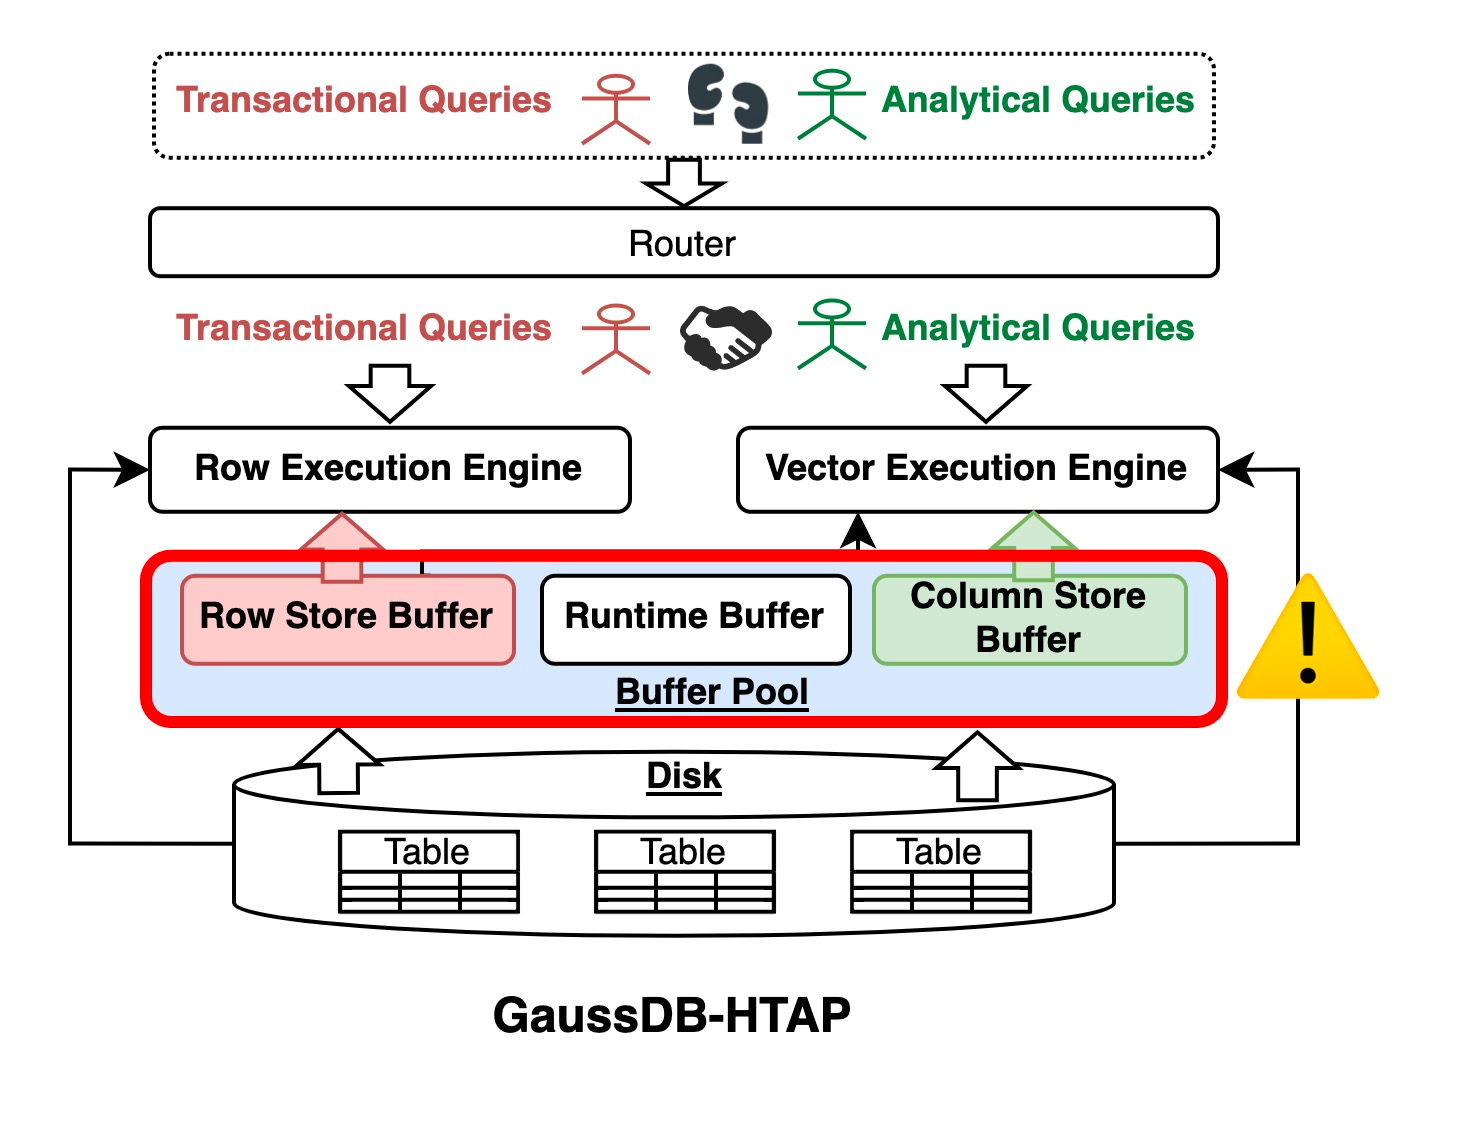 Transactional Queries
Analytical Queries
Router
Transactional Queries
Analytical Queries
Row Execution Engine
Vector Execution Engine
Row Store Buffer
Runtime Buffer
Column Store
Buffer
Buffer Pool
Disk
Table
Table
Table
GaussDB-HTAP